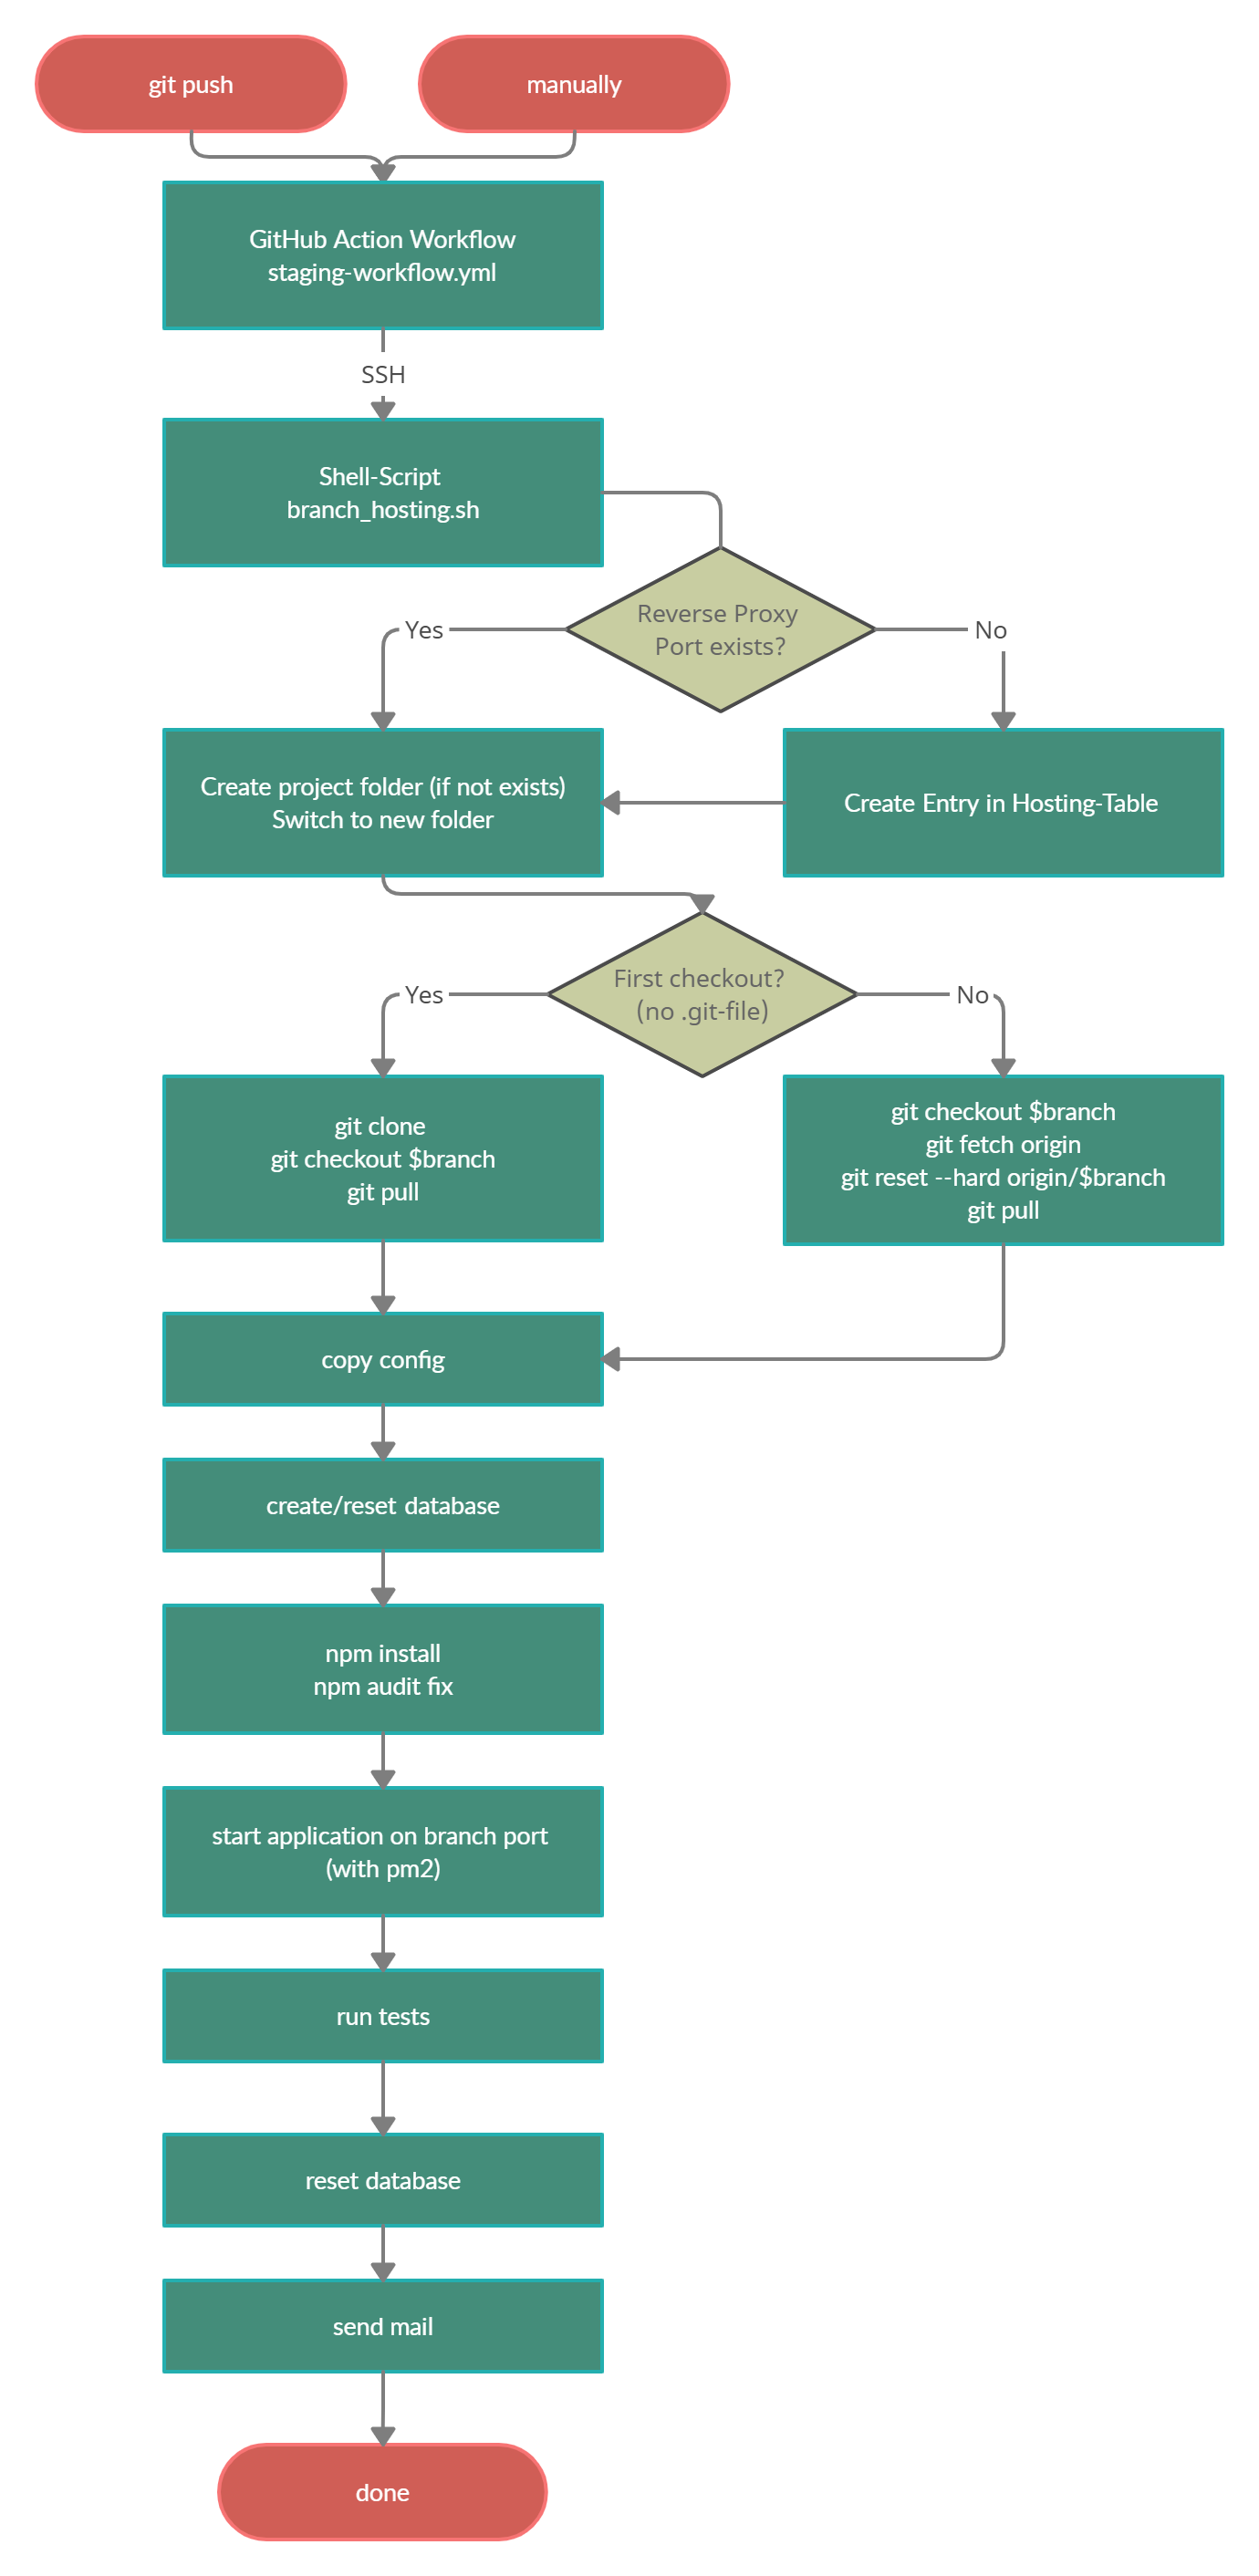 git push
manually
GitHub Action Workflow
staging-workflow.yml
SSH
Shell-Script
branch_hosting.sh
Reverse Proxy
Port exists?
Yes
No
Create project folder (if not exists)
Switch to new folder
Create Entry in Hosting-Table
First checkout?
(no .git-file)
Yes
No
git clone
git checkout $branch
git pull
git checkout $branch
git fetch origin
git reset --hard origin/$branch
git pull
copy config
create/reset database
npm install
npm audit fix
start application on branch port
(with pm2)
run tests
reset database
send mail
done